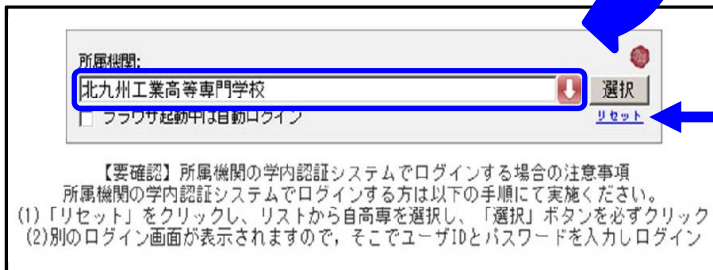 所属機関:
北九州工業高等専門学校
選択
ブラウザ起動中は自動ログイン
リセット
【要確認】所属機関の学内認証システムでログインする場合の注意事項
所属機関の学内認証システムでログインする方は以下の手順にて実施ください。
(1)「リセット」をクリックし、リストから自高専を選択し、「選択」ボタンを必ずクリック
(2)別のログイン画面が表示されますので，そこでユーザIDとパスワードを入力しログイン